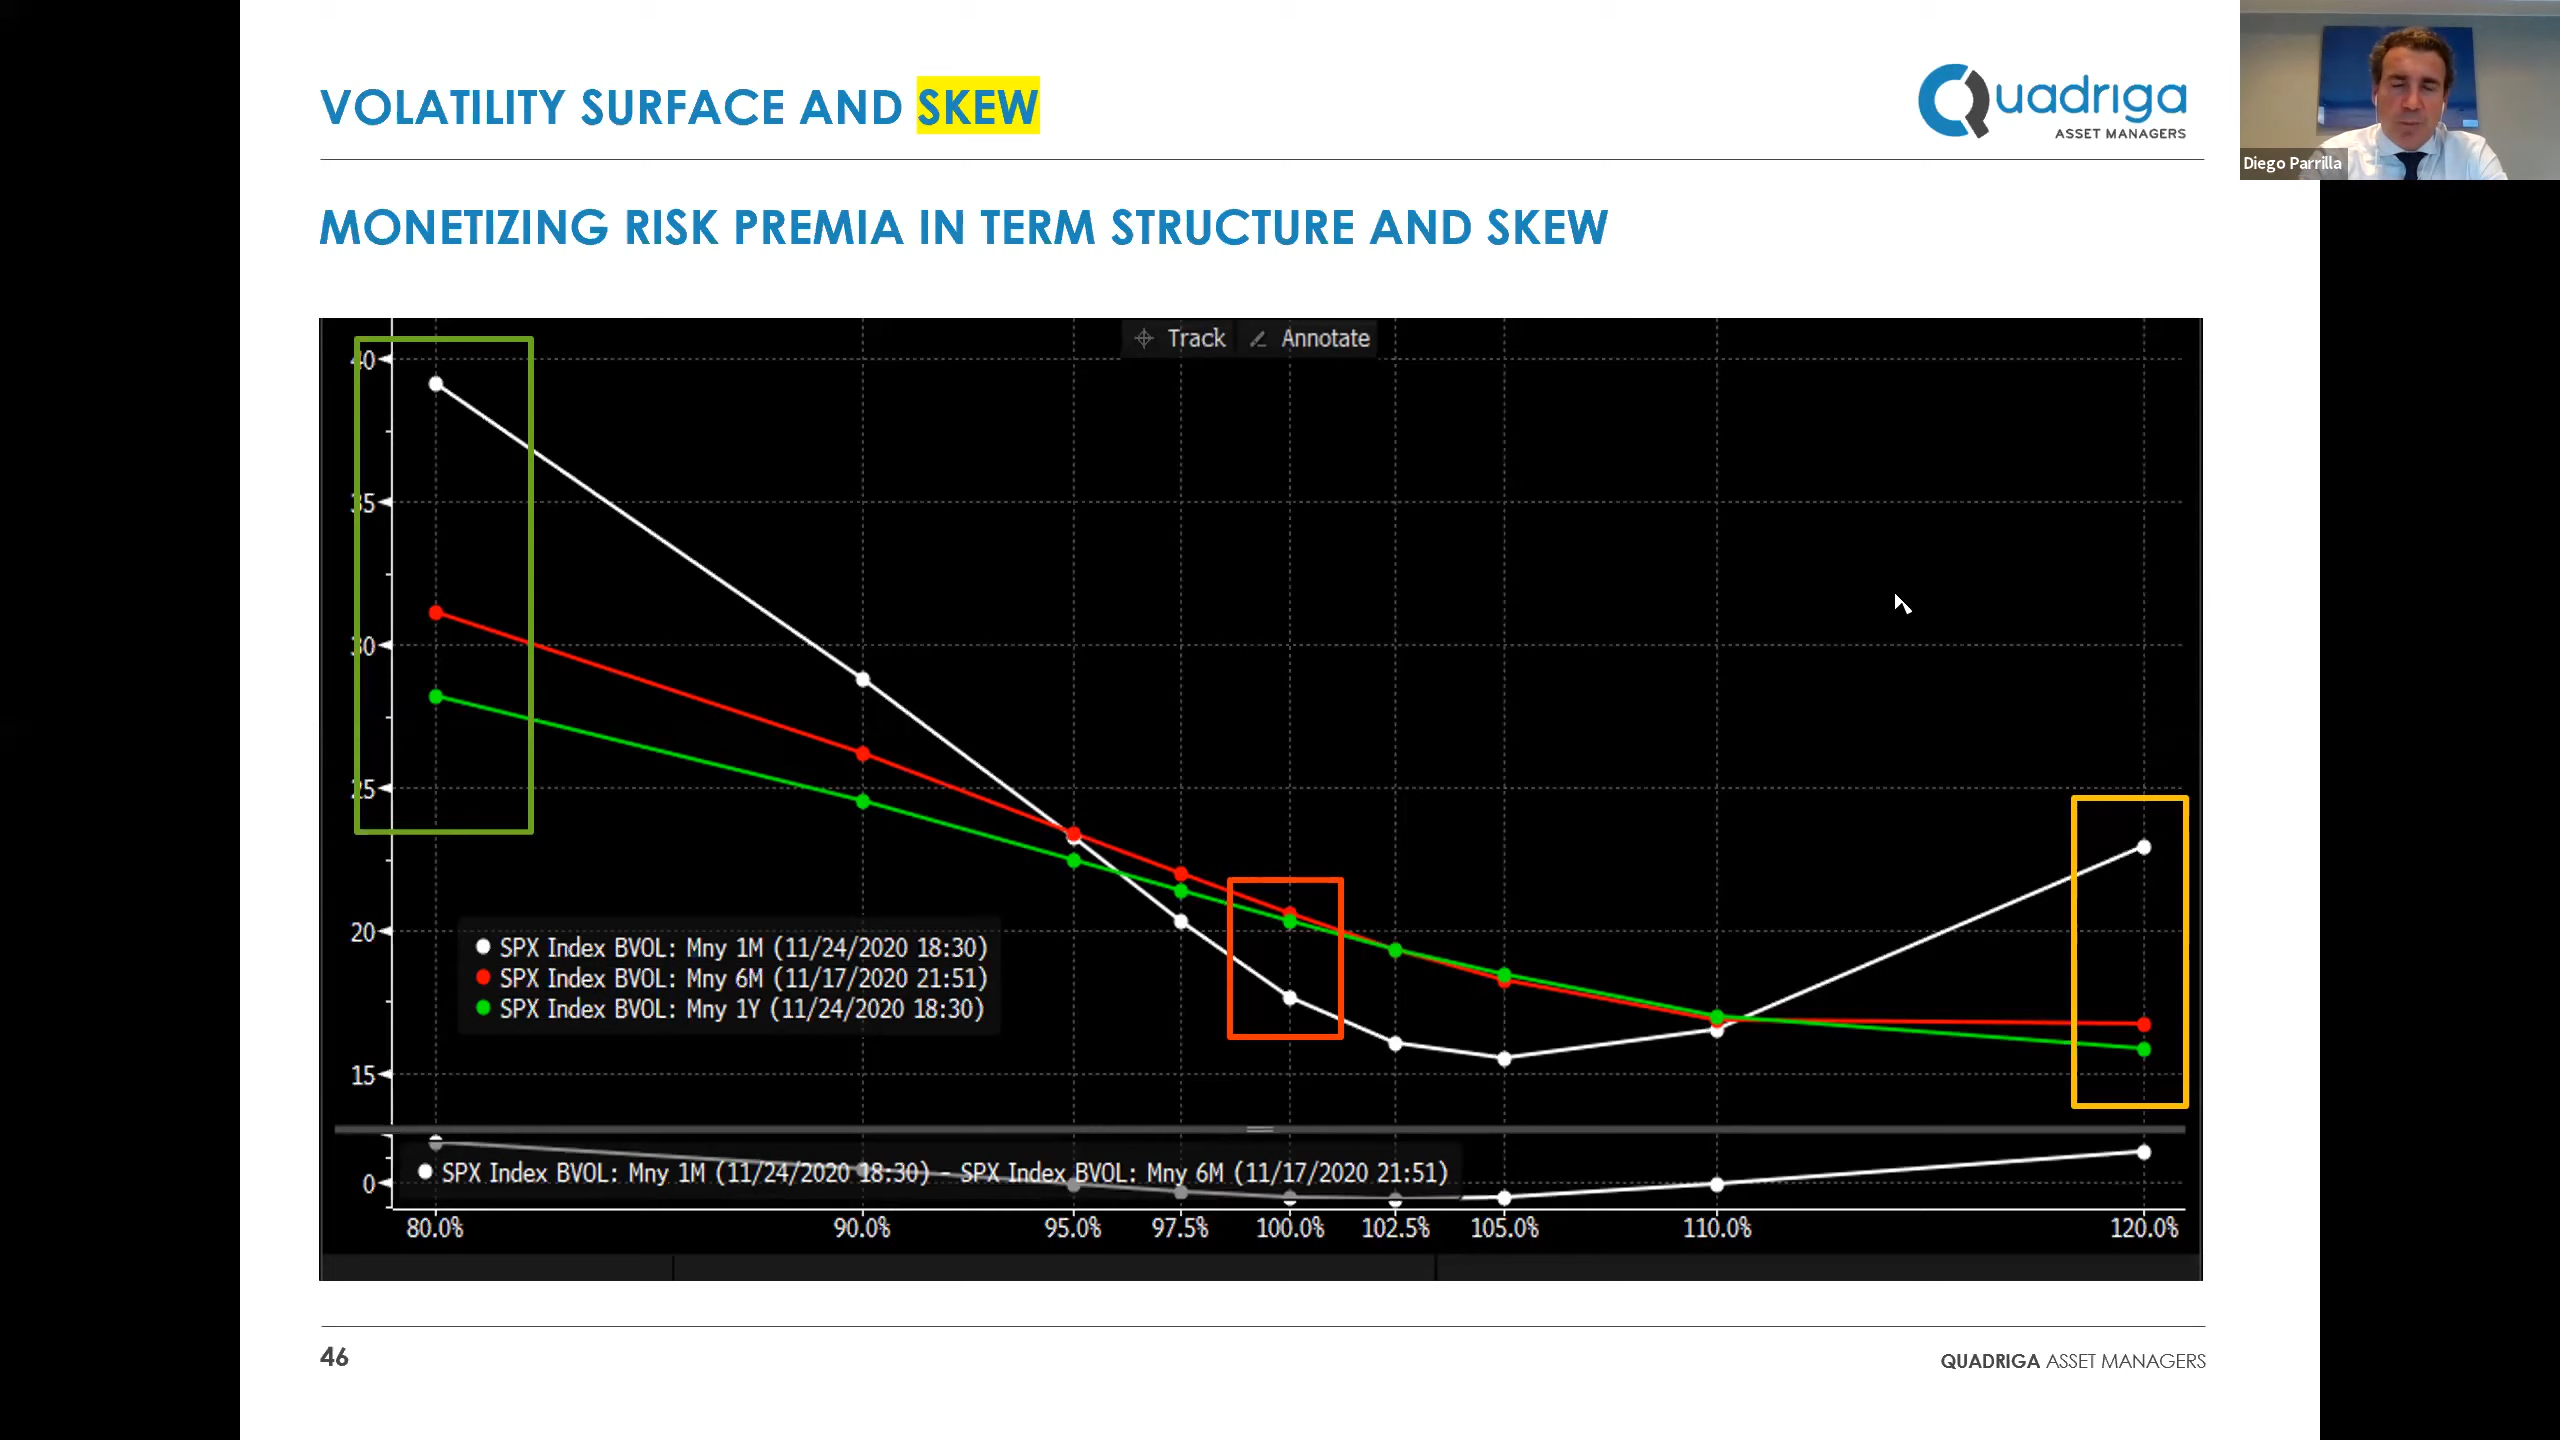 VOLATILITY SURFACE AND SKEW
Quadriga
ASSET MANAGERS
Diego Parrilla
MONETIZING RISK PREMIA IN TERM STRUCTURE AND SKEW
Track Annotate
40
35
30
25
20
15
SPX Index BVOL: Mny 1M (11/24/2020 18:30)
SPX Index BVOL: Mny 6M (11/17/2020 21:51)
SPX Index BVOL: Mny 1Y (11/24/2020 18:30)
SPX Index BVOL: Mny 1M (11/24/2020 18:30) - SPX Index BVOL: Mny 6M (11/17/2020 21:51)
0
80.0% 90.0% 95.0% 97.5% 100.0% 102.5% 105.0% 110.0% 120.0%
46
QUADRIGA ASSET MANAGERS